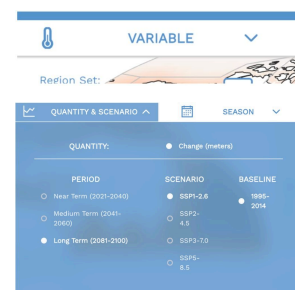 VARIABLE
Region Set:
QUANTITY & SCENARIO
SEASON
QUANTITY:
Change (meters)
PERIOD
SCENARIO
BASELINE
Near Term (2021-2040)
SSP1-2.6
1995-
2014
Medium Term (2041-
2060)
SSP2-
4.5
Long Term (2081-2100)
SSP3-7.0
SSP5-
8.5